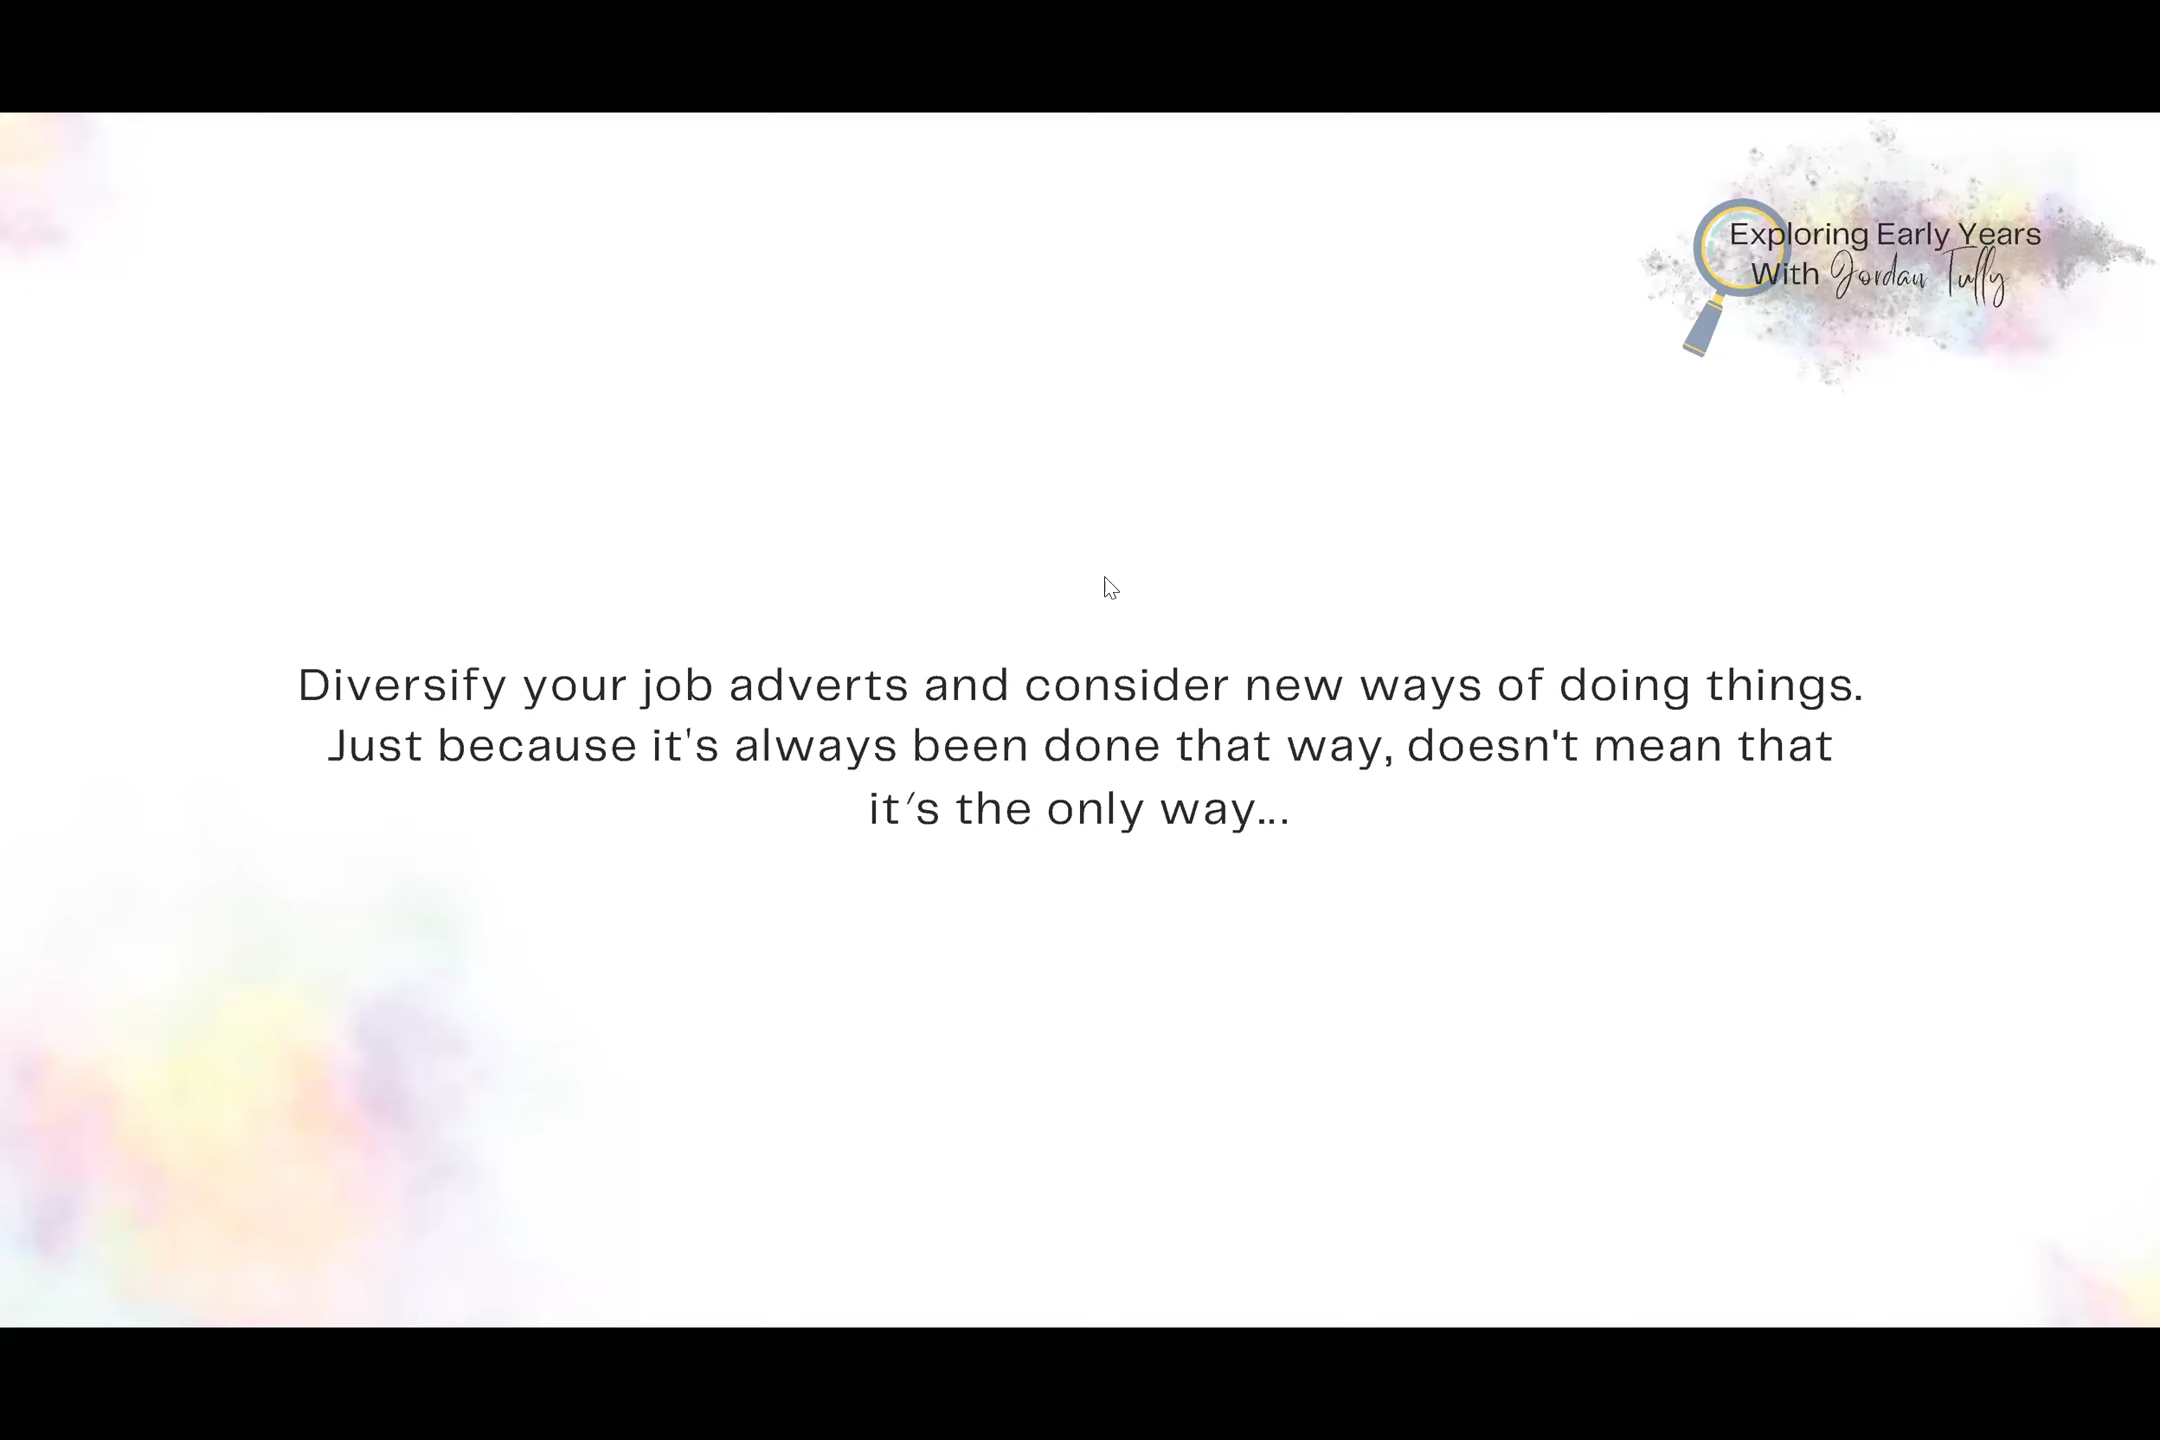 Exploring Early Years
With Jordan Tully
Diversify your job adverts and consider new ways of doing things.
Just because it's always been done that way, doesn't mean that
it’s the only way...